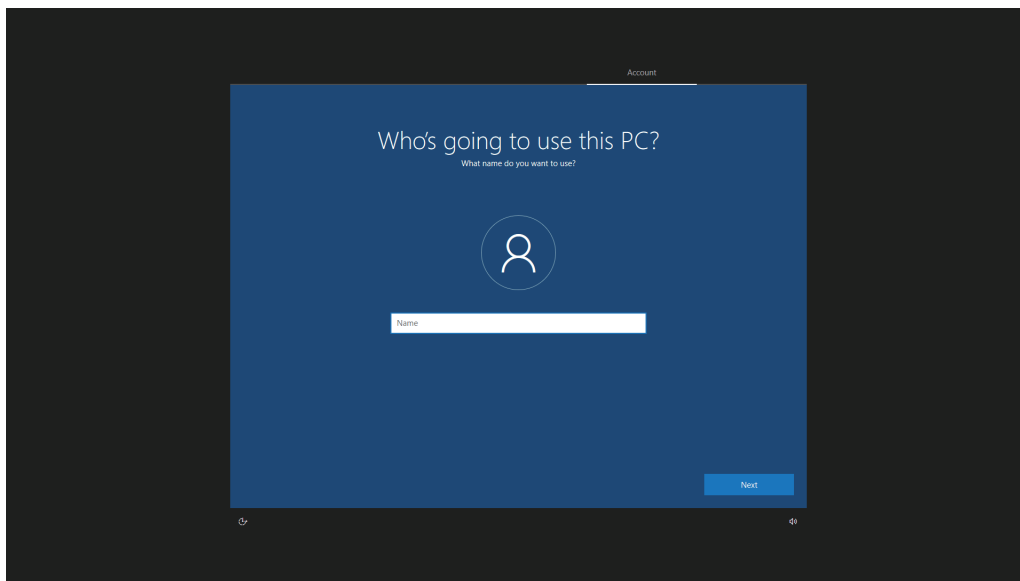 Account
Who's going to use this PC?
What name do you want to use?
Name
Next